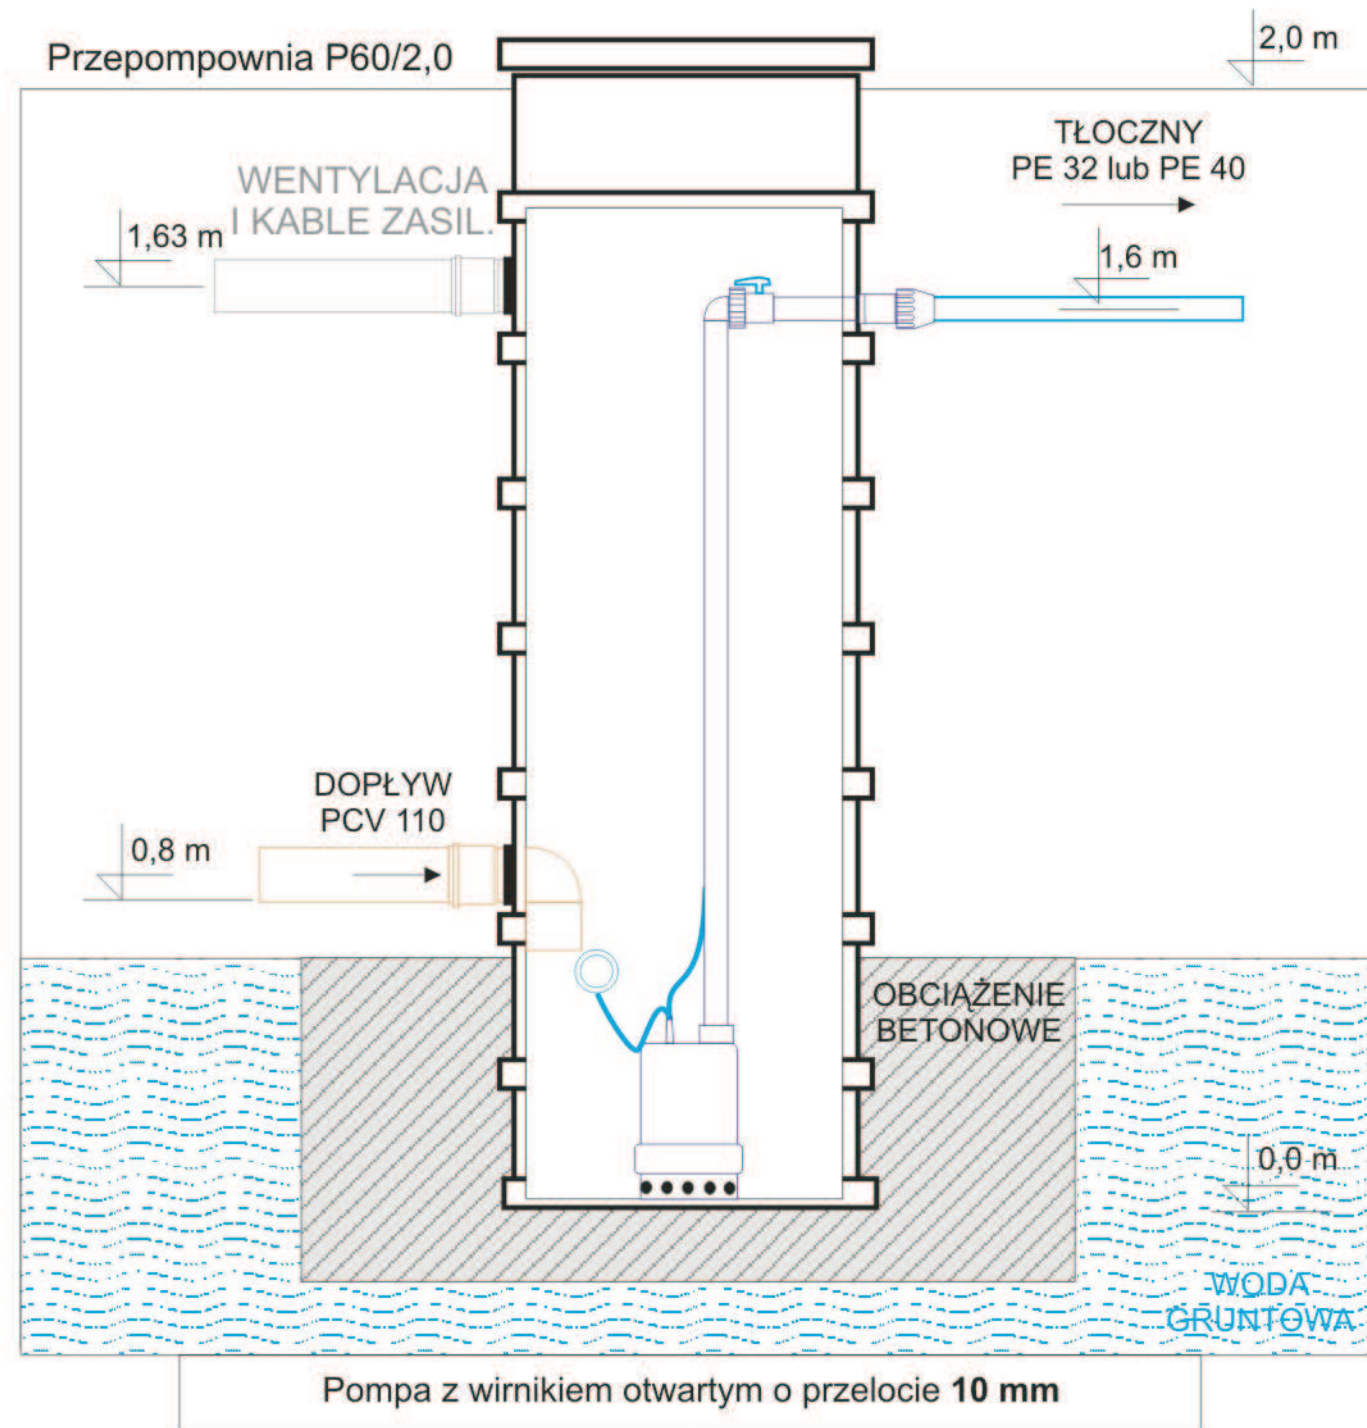 Przepompownia P60/2,0
2,0 m
TŁOCZNY
PE 32 lub PE 40
WENTYLACJA
I KABLE ZASIL.
1,63 m
1,6 m
DOPŁYW
PCV 110
0,8 m
OBCIĄŻENIE
BETONOWE
0,0 m
WODA
GRUNTOWA
Pompa z wirnikiem otwartym o przelocie 10 mm